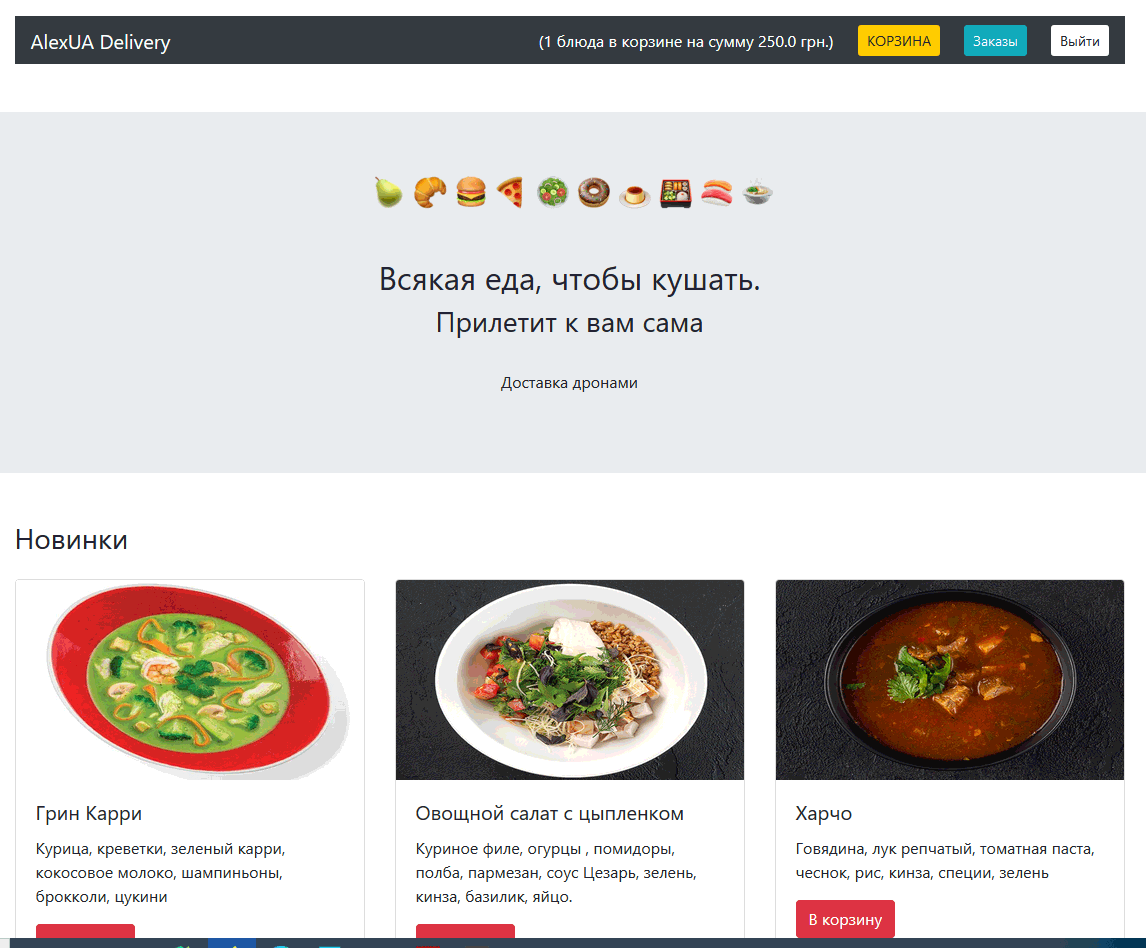 AlexUA Delivery
(1 блюда в корзине на сумму 250.0 грн.)
КОРЗИНА
Заказы
Выйти
Всякая еда, чтобы кушать.
Прилетит к вам сама
Доставка дронами
Новинки
Грин Карри
Курица, креветки, зеленый карри,
кокосовое молоко, шампиньоны,
брокколи, цукини
Овощной салат с цыпленком
Куриное филе, огурцы , помидоры,
полба, пармезан, соус Цезарь, зелень,
кинза, базилик, яйцо.
Харчо
Говядина, лук репчатый, томатная паста,
чеснок, рис, кинза, специи, зелень
В корзину